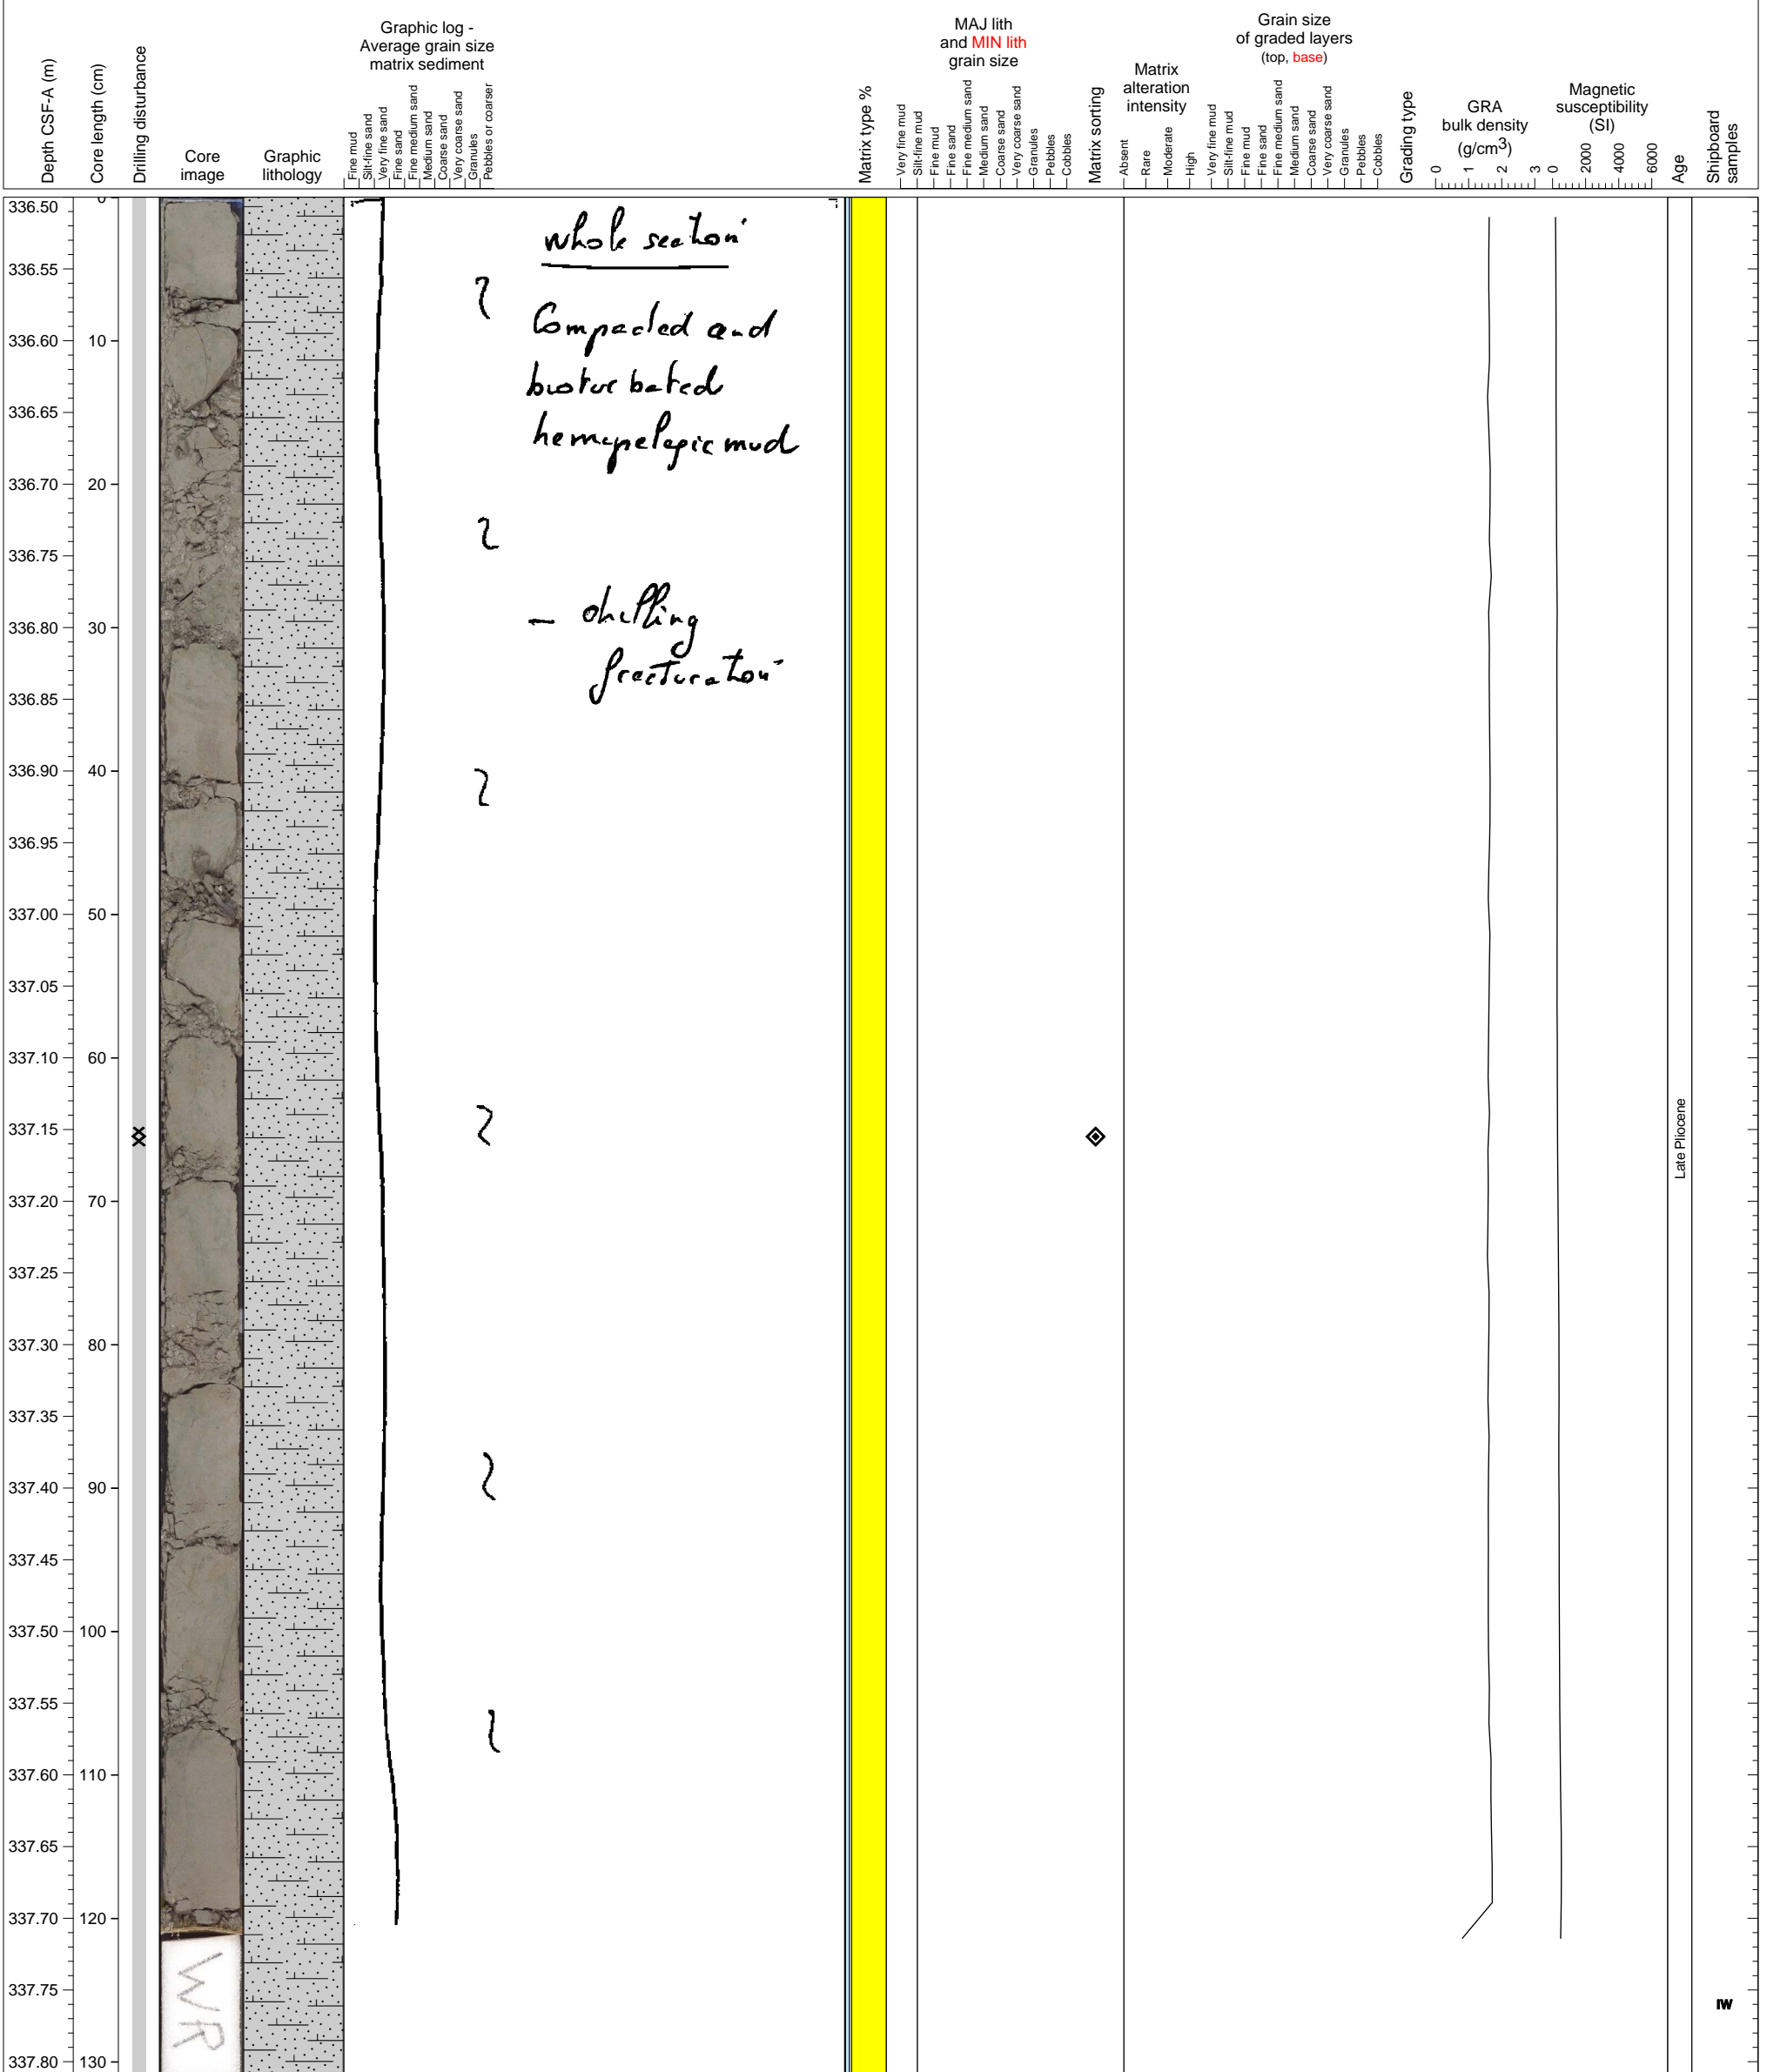 Graphic log -
Average grain size
matrix sediment
MAJ lith
and MIN lith
grain size
Grain size
of graded layers
(top, base)
Matrix
alteration
intensity
GRA
bulk density
(g/cm3)
Magnetic
susceptibility
(SI)
Depth CSF-A (m)
Core length (cm)
Drilling disturbance
Core
image
Graphic
lithology
Fine mud
Silt-fine sand
Very fine sand
Fine sand
Fine medium sand
Medium sand
Coarse sand
Very coarse sand
Granules
Pebbles or coarser
Matrix type %
Very fine mud
Silt-fine mud
Fine mud
Fine sand
Fine medium sand
Medium sand
Coarse sand
Very coarse sand
Granules
Pebbles
Cobbles
Matrix sorting
Absent
Rare
Moderate
High
Very fine mud
Silt-fine mud
Fine mud
Fine sand
Fine medium sand
Medium sand
Coarse sand
Very coarse sand
Granules
Pebbles
Cobbles
Grading type
0 1 2 3
0 2000 4000 6000
Age
Shipboard
samples
336.50 0
336.55
336.60 10
336.65
336.70 20
336.75
336.80 30
336.85
336.90 40
336.95
337.00 50
337.05
337.10 60
337.15
337.20 70
337.25
337.30 80
337.35
337.40 90
337.45
337.50 100
337.55
337.60 110
337.65
337.70 120
337.75
337.80 130
whole section
Compacted and
bioturbated
hemipelagic mud
- drilling
fracturation
Late Pliocene
WR
IW